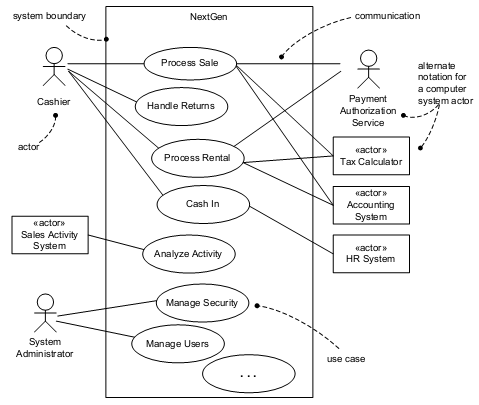 system boundary
NextGen
communication
Process Sale
alternate
notation for
a computer
system actor
Cashier
Handle Returns
Payment
Authorization
Service
actor
Process Rental
«actor»
Tax Calculator
Cash In
«actor»
Accounting
System
«actor»
Sales Activity
System
Analyze Activity
«actor»
HR System
Manage Security
System
Administrator
Manage Users
use case
. . .